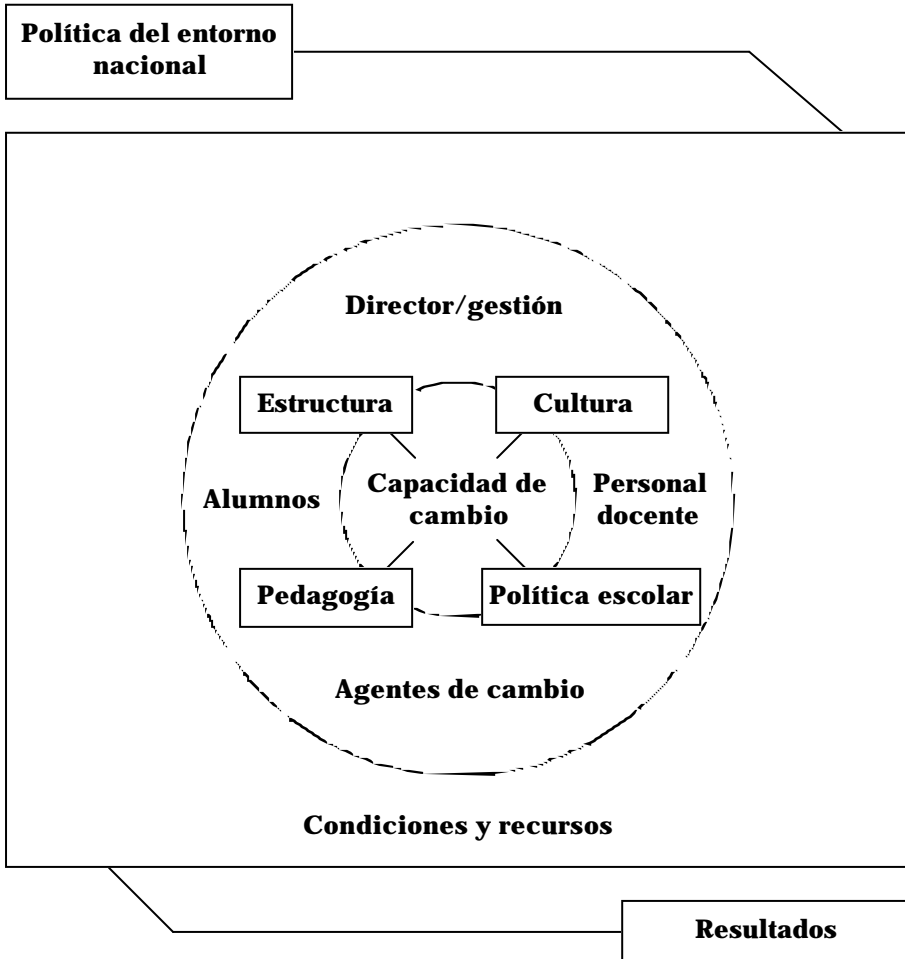 Política del entorno
nacional
Director/gestión
Estructura
Cultura
Alumnos
Capacidad de
cambio
Personal
docente
Pedagogía
Política escolar
Agentes de cambio
Condiciones y recursos
Resultados